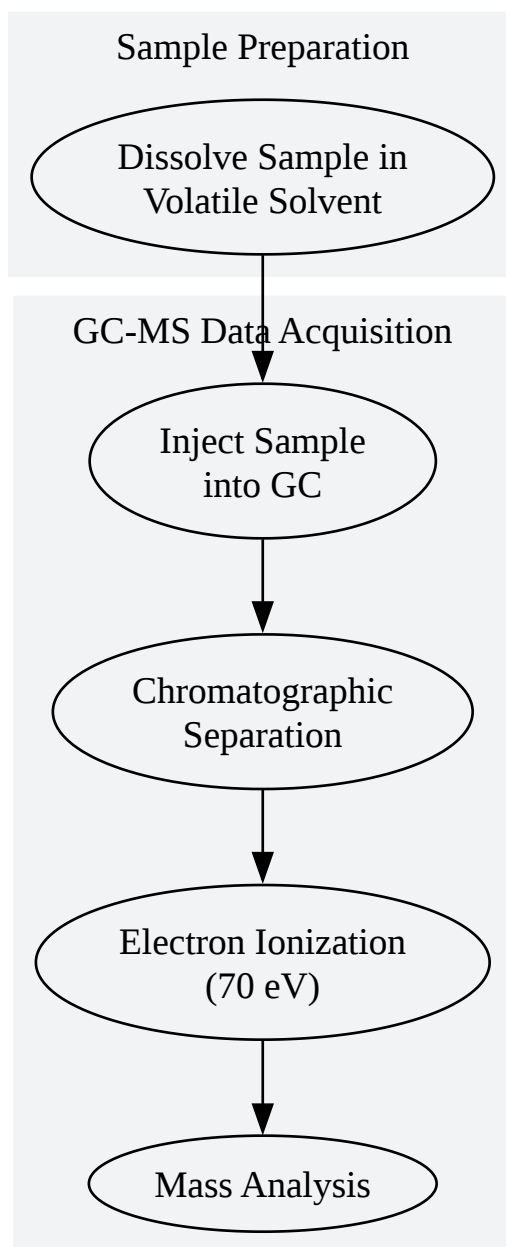 Sample Preparation
Dissolve Sample in
Volatile Solvent
GC-MS Data Acquisition
Inject Sample
into GC
Chromatographic
Separation
Electron Ionization
(70 eV)
Mass Analysis